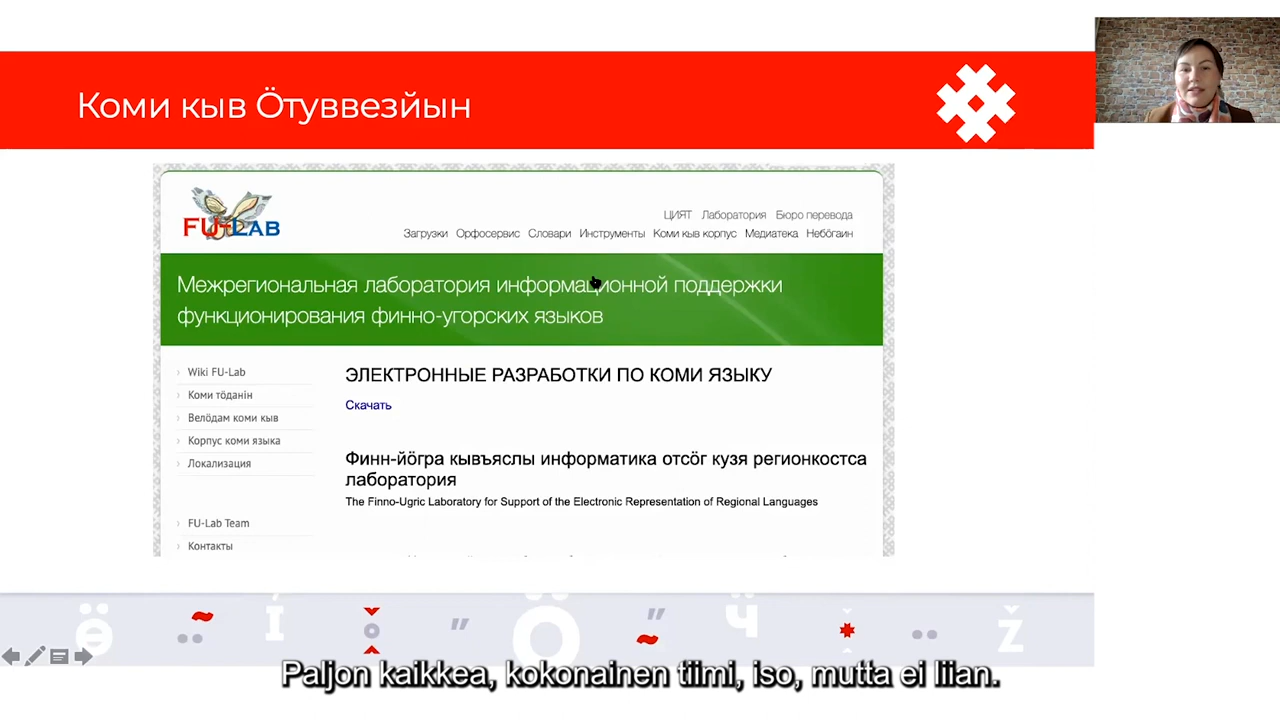 Коми кыв Ӧтуввезйын
FU-LAB
ЦИЯТ Лаборатория Бюро перевода
Загрузки Орфосервис Словари Инструменты Коми кыв корпус Медиатека Небӧгаин
Межрегиональная лаборатория информационной поддержки
функционирования финно-угорских языков
Wiki FU-Lab
Коми тӧданін
Велӧдам коми кыв
Корпус коми языка
Локализация
FU-Lab Team
Контакты
ЭЛЕКТРОННЫЕ РАЗРАБОТКИ ПО КОМИ ЯЗЫКУ
Скачать
Финн-йӧгра кывъяслы информатика отсӧг кузя регионкостса
лаборатория
The Finno-Ugric Laboratory for Support of the Electronic Representation of Regional Languages
Paljon kaikkea, kokonainen tiimi, iso, mutta ei liian.